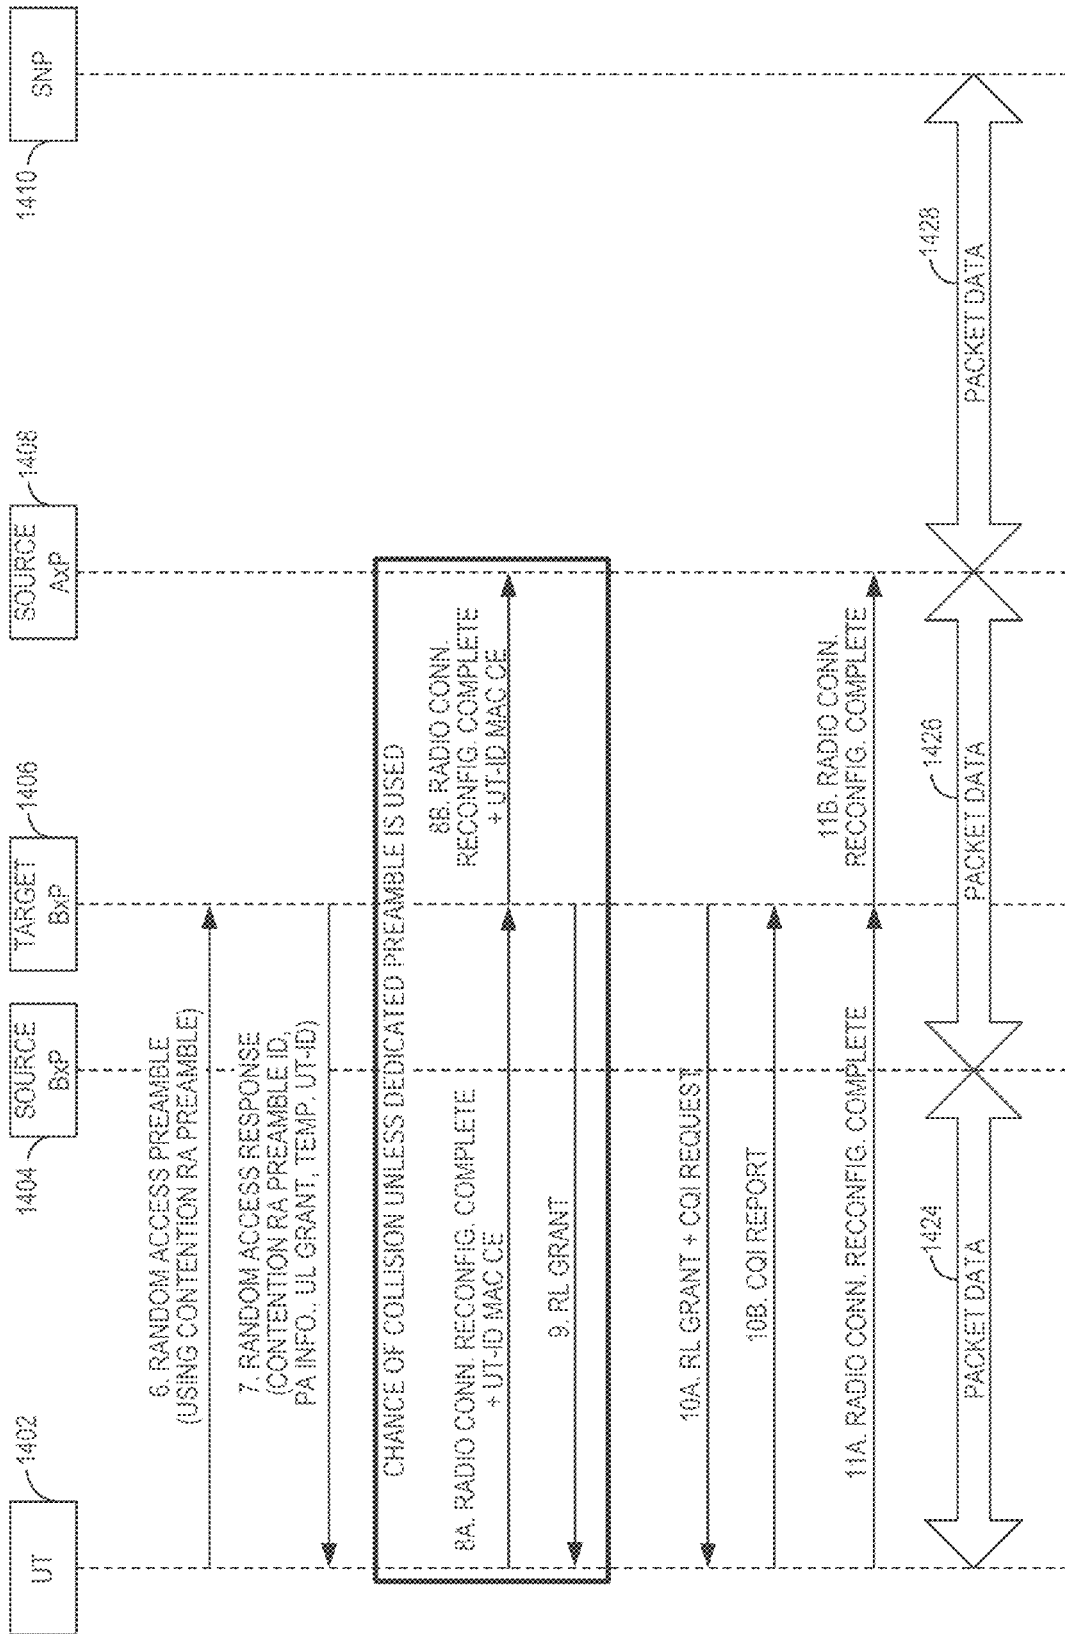 UT
1402
SOURCE
BxP
1404
TARGET
BxP
1406
SOURCE
AxP
1408
SNP
1410
6. RANDOM ACCESS PREAMBLE
(USING CONTENTION RA PREAMBLE)
7. RANDOM ACCESS RESPONSE
(CONTENTION RA PREAMBLE ID,
PA INFO., UL GRANT, TEMP. UT-ID)
CHANCE OF COLLISION UNLESS DEDICATED PREAMBLE IS USED
8A. RADIO CONN. RECONFIG. COMPLETE
+ UT-ID MAC CE
8B. RADIO CONN.
RECONFIG. COMPLETE
+ UT-ID MAC CE
9. RL GRANT
10A. RL GRANT + CQI REQUEST
10B. CQI REPORT
11A. RADIO CONN. RECONFIG. COMPLETE
11B. RADIO CONN.
RECONFIG. COMPLETE
1424
PACKET DATA
1426
PACKET DATA
1428
PACKET DATA